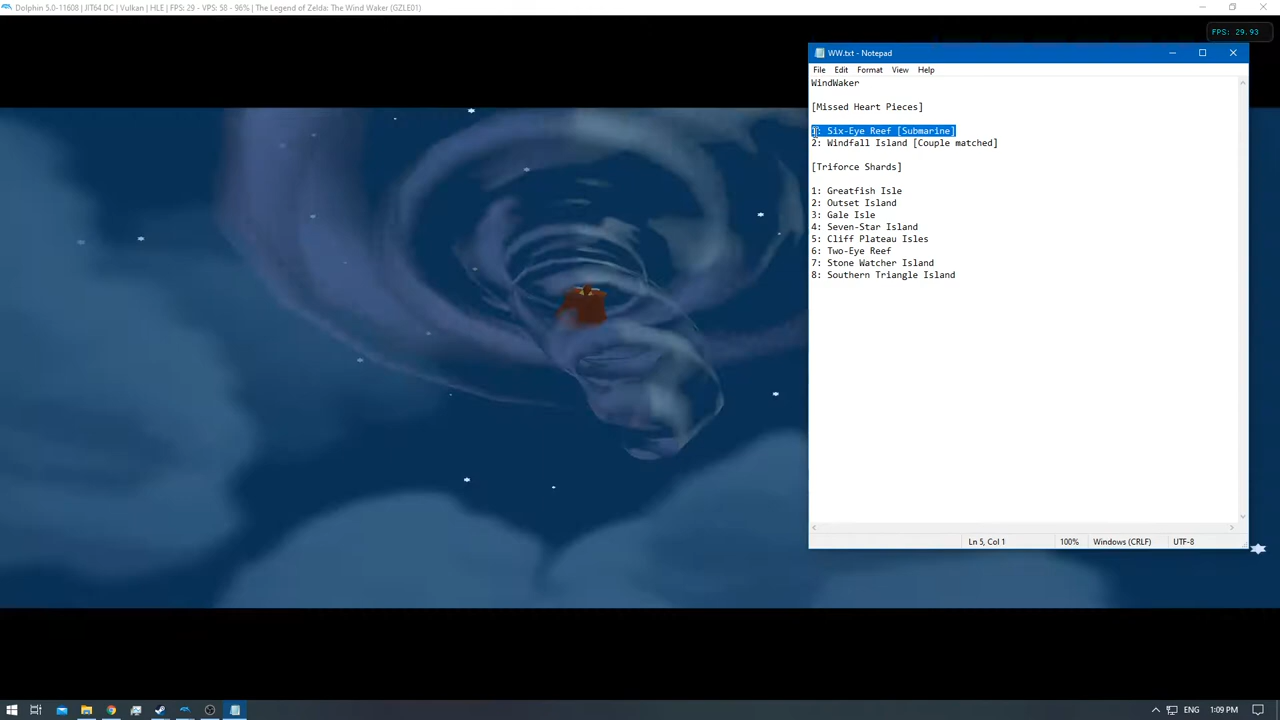 Dolphin 5.0-11608 | JIT64 DC | Vulkan | HLE | FPS: 29 - VPS: 58 - 96% | The Legend of Zelda: The Wind Waker (GZLE01)
FPS: 29.93
WW.txt - Notepad
File Edit Format View Help
WindWaker
[Missed Heart Pieces]
1: Six-Eye Reef [Submarine]
2: Windfall Island [Couple matched]
[Triforce Shards]
1: Greatfish Isle
2: Outset Island
3: Gale Isle
4: Seven-Star Island
5: Cliff Plateau Isles
6: Two-Eye Reef
7: Stone Watcher Island
8: Southern Triangle Island
Ln 5, Col 1 100% Windows (CRLF) UTF-8
ENG 1:09 PM